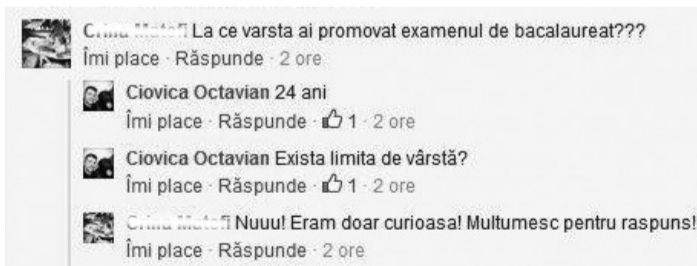 La ce varsta ai promovat examenul de bacalaureat???
Îmi place · Răspunde · 2 ore
Ciovica Octavian 24 ani
Îmi place · Răspunde · 1 · 2 ore
Ciovica Octavian Exista limita de vârstă?
Îmi place · Răspunde · 1 · 2 ore
Nuuu! Eram doar curioasa! Multumesc pentru raspuns!
Îmi place · Răspunde · 2 ore